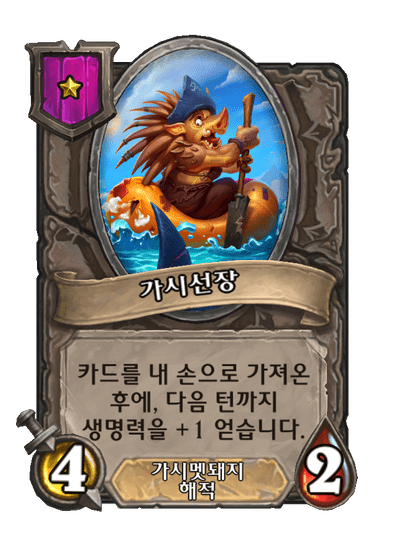 가시선장
카드를 내 손으로 가져온
후에, 다음 턴까지
생명력을 +1 얻습니다.
4
가시멧돼지
해적
2